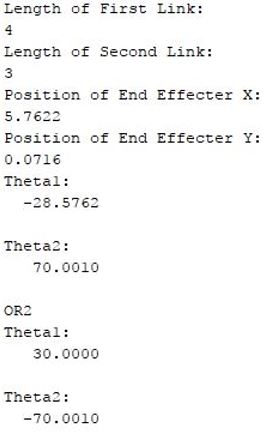 Length of First Link:
4
Length of Second Link:
3
Position of End Effecter X:
5.7622
Position of End Effecter Y:
0.0716
Theta1:
-28.5762
Theta2:
70.0010
OR2
Theta1:
30.0000
Theta2:
-70.0010